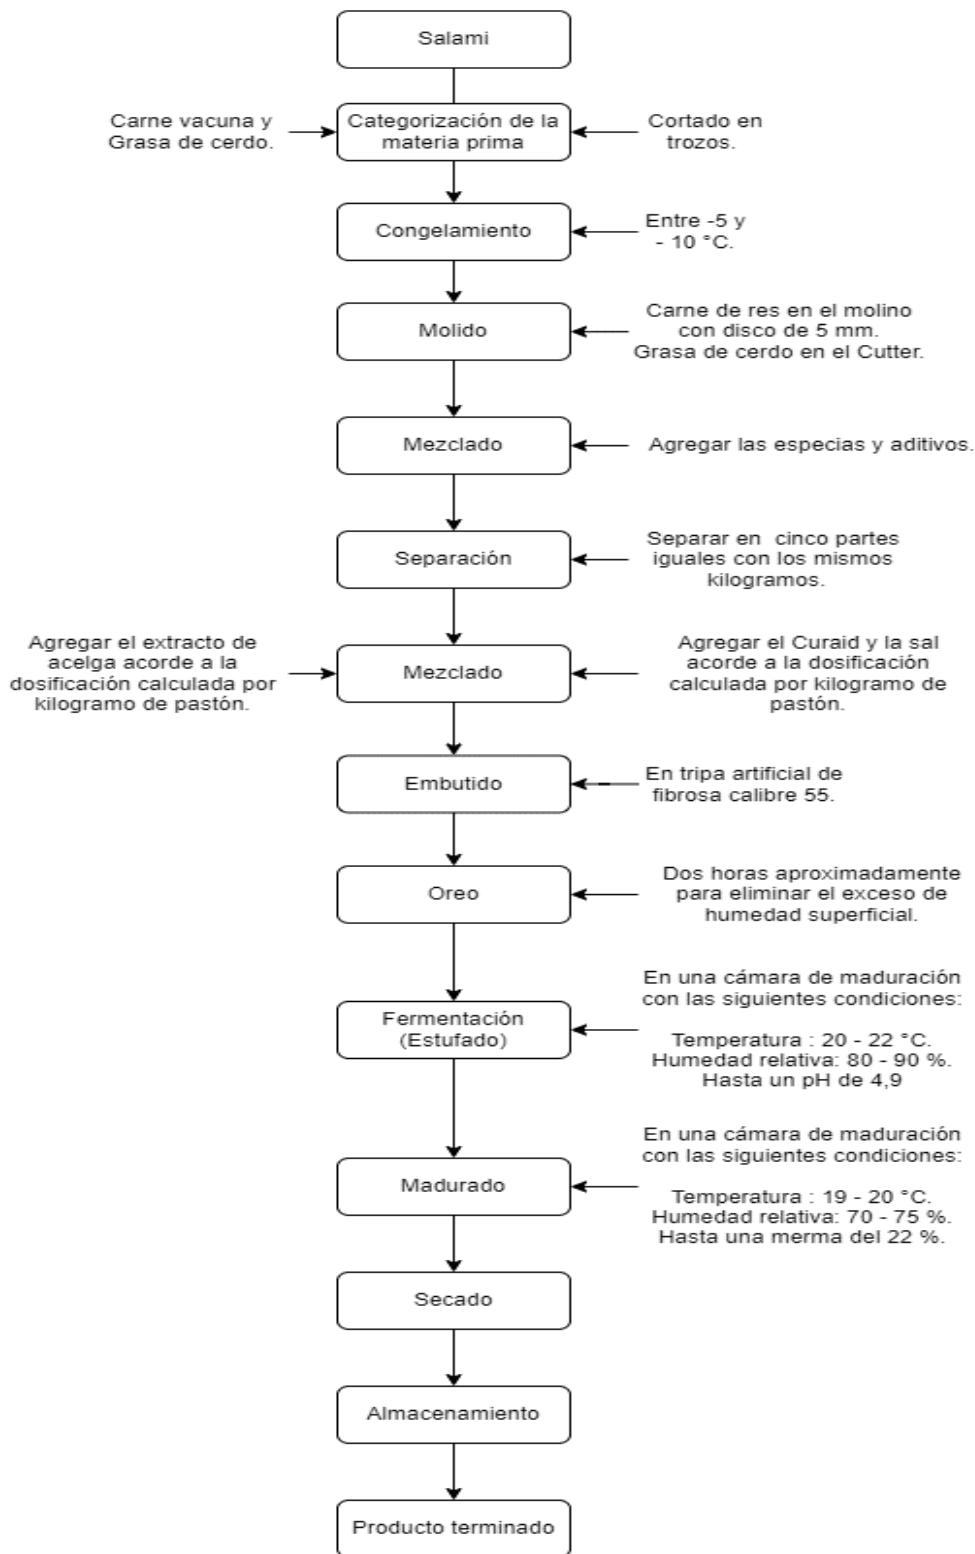 Salami
Carne vacuna y
Grasa de cerdo.
Categorización de la
materia prima
Cortado en
trozos.
Congelamiento
Entre -5 y
- 10 °C.
Molido
Carne de res en el molino
con disco de 5 mm.
Grasa de cerdo en el Cutter.
Mezclado
Agregar las especias y aditivos.
Separación
Separar en cinco partes
iguales con los mismos
kilogramos.
Agregar el extracto de
acelga acorde a la
dosificación calculada por
kilogramo de pastón.
Mezclado
Agregar el Curaid y la sal
acorde a la dosificación
calculada por kilogramo de
pastón.
Embutido
En tripa artificial de
fibrosa calibre 55.
Oreo
Dos horas aproximadamente
para eliminar el exceso de
humedad superficial.
Fermentación
(Estufado)
En una cámara de maduración
con las siguientes condiciones:
Temperatura : 20 - 22 °C.
Humedad relativa: 80 - 90 %.
Hasta un pH de 4,9
Madurado
En una cámara de maduración
con las siguientes condiciones:
Temperatura : 19 - 20 °C.
Humedad relativa: 70 - 75 %.
Hasta una merma del 22 %.
Secado
Almacenamiento
Producto terminado